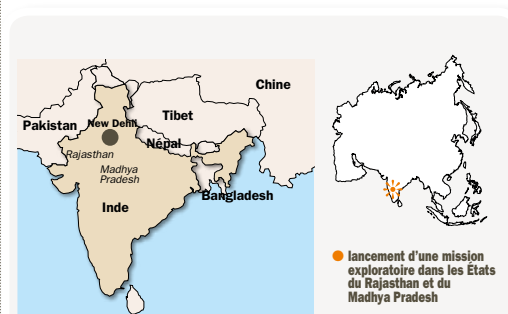 Chine
Tibet
Pakistan
New Dehli
Népal
Rajasthan
Madhya
Pradesh
Bangladesh
Inde
lancement d'une mission
exploratoire dans les États
du Rajasthan et du
Madhya Pradesh